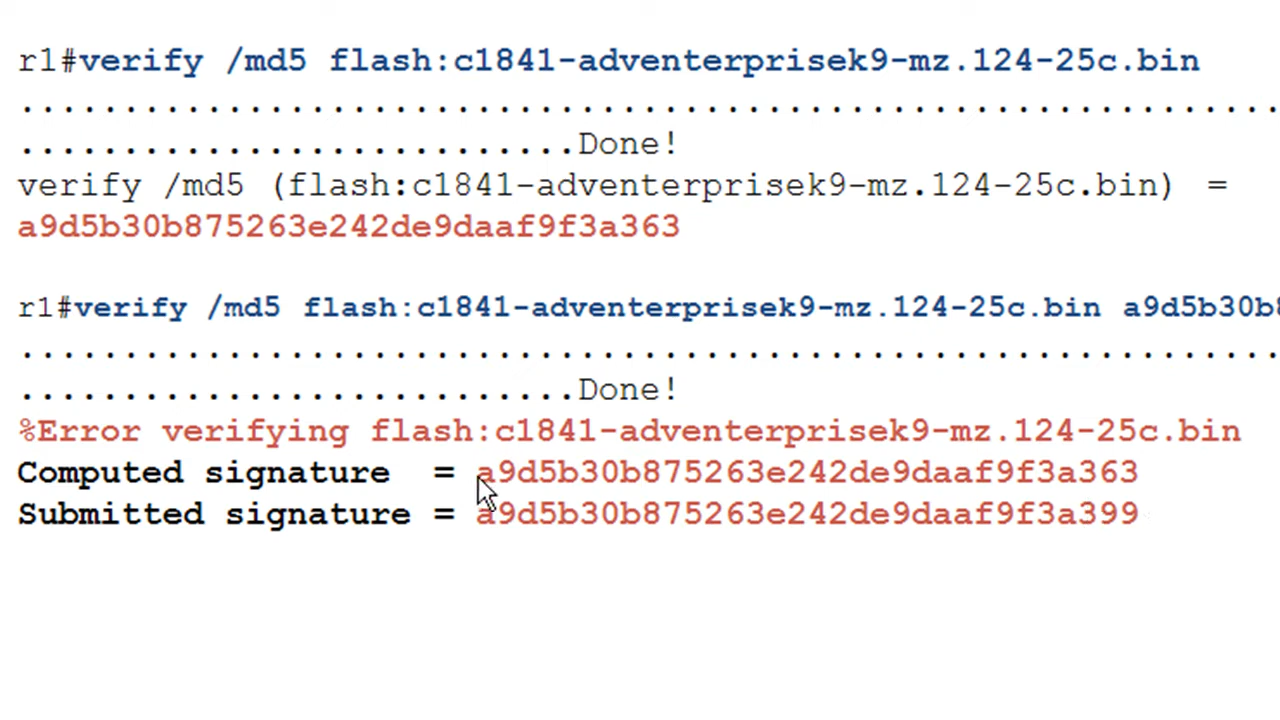 r1#verify /md5 flash:c1841-adventerprisek9-mz.124-25c.bin
..............................................................
...........................Done!
verify /md5 (flash:c1841-adventerprisek9-mz.124-25c.bin) =
a9d5b30b875263e242de9daaf9f3a363
r1#verify /md5 flash:c1841-adventerprisek9-mz.124-25c.bin a9d5b30b8
..............................................................
...........................Done!
%Error verifying flash:c1841-adventerprisek9-mz.124-25c.bin
Computed signature = a9d5b30b875263e242de9daaf9f3a363
Submitted signature = a9d5b30b875263e242de9daaf9f3a399